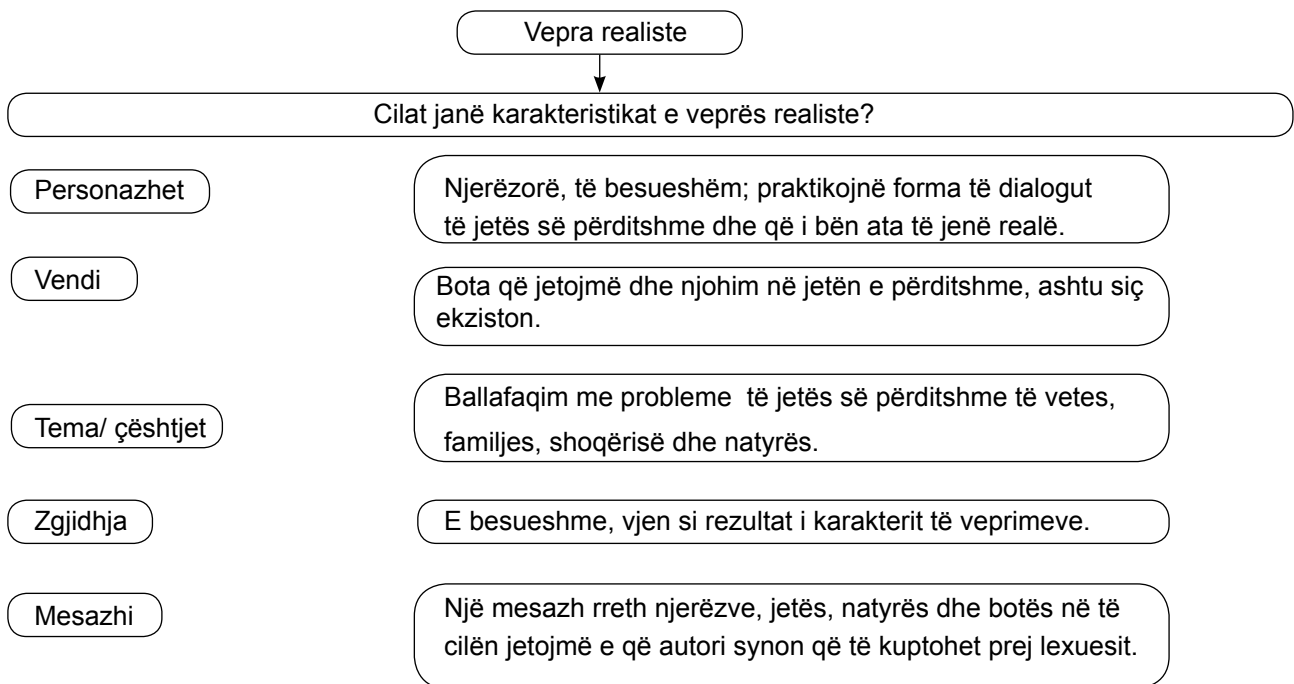 Vepra realiste
Cilat janë karakteristikat e veprës realiste?
Personazhet
Njerëzorë, të besueshëm; praktikojnë forma të dialogut
të jetës së përditshme dhe që i bën ata të jenë realë.
Vendi
Bota që jetojmë dhe njohim në jetën e përditshme, ashtu siç
ekziston.
Tema/ çështjet
Ballafaqim me probleme të jetës së përditshme të vetes,
familjes, shoqërisë dhe natyrës.
Zgjidhja
E besueshme, vjen si rezultat i karakterit të veprimeve.
Mesazhi
Një mesazh rreth njerëzve, jetës, natyrës dhe botës në të
cilën jetojmë e që autori synon që të kuptohet prej lexuesit.